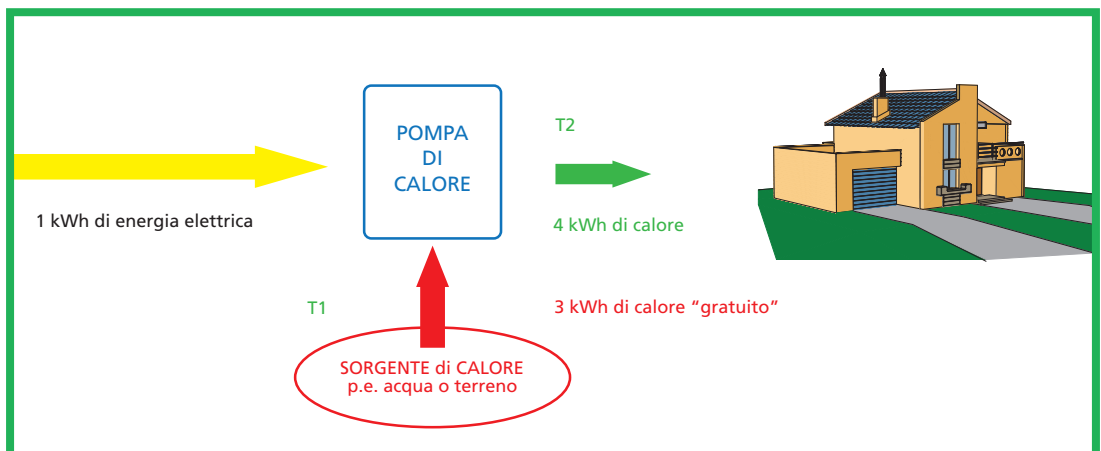 POMPA
DI
CALORE
T2
1 kWh di energia elettrica
4 kWh di calore
T1
3 kWh di calore “gratuito”
SORGENTE di CALORE
p.e. acqua o terreno